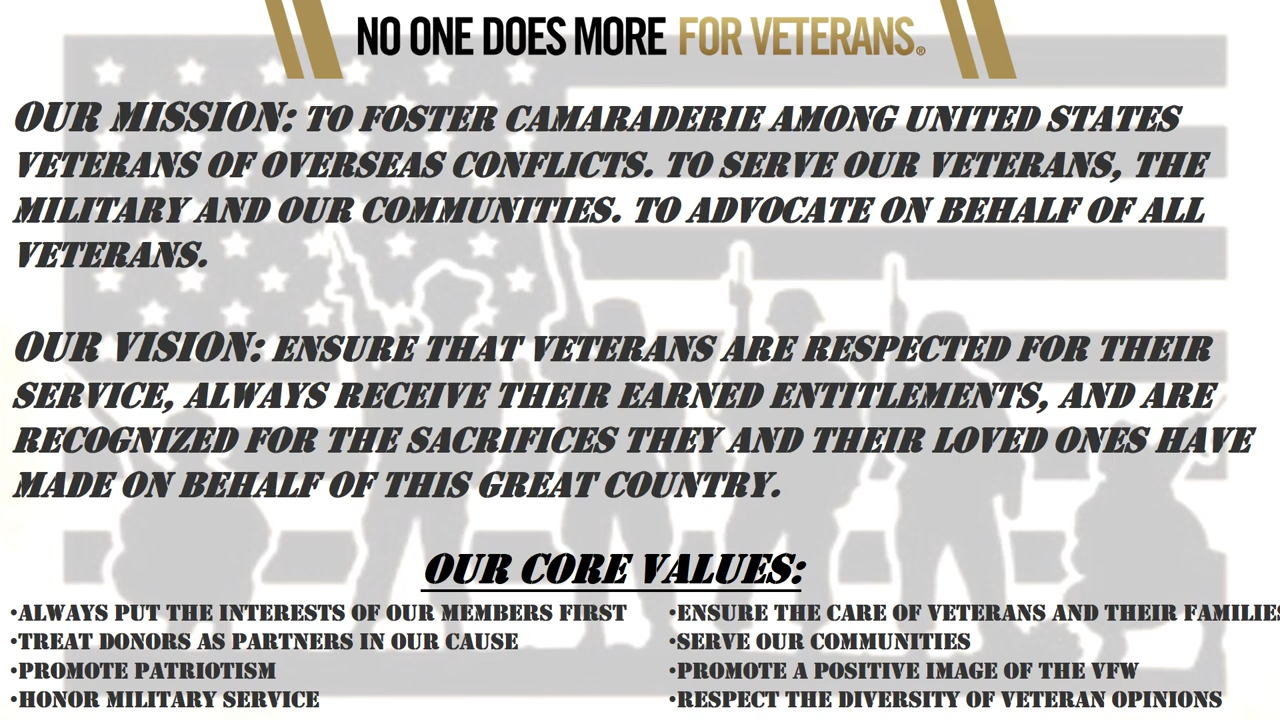 NO ONE DOES MORE FOR VETERANS.®
OUR MISSION: TO FOSTER CAMARADERIE AMONG UNITED STATES
VETERANS OF OVERSEAS CONFLICTS. TO SERVE OUR VETERANS, THE
MILITARY AND OUR COMMUNITIES. TO ADVOCATE ON BEHALF OF ALL
VETERANS.
OUR VISION: ENSURE THAT VETERANS ARE RESPECTED FOR THEIR
SERVICE, ALWAYS RECEIVE THEIR EARNED ENTITLEMENTS, AND ARE
RECOGNIZED FOR THE SACRIFICES THEY AND THEIR LOVED ONES HAVE
MADE ON BEHALF OF THIS GREAT COUNTRY.
OUR CORE VALUES:
•ALWAYS PUT THE INTERESTS OF OUR MEMBERS FIRST
•TREAT DONORS AS PARTNERS IN OUR CAUSE
•PROMOTE PATRIOTISM
•HONOR MILITARY SERVICE
•ENSURE THE CARE OF VETERANS AND THEIR FAMILIES
•SERVE OUR COMMUNITIES
•PROMOTE A POSITIVE IMAGE OF THE VFW
•RESPECT THE DIVERSITY OF VETERAN OPINIONS